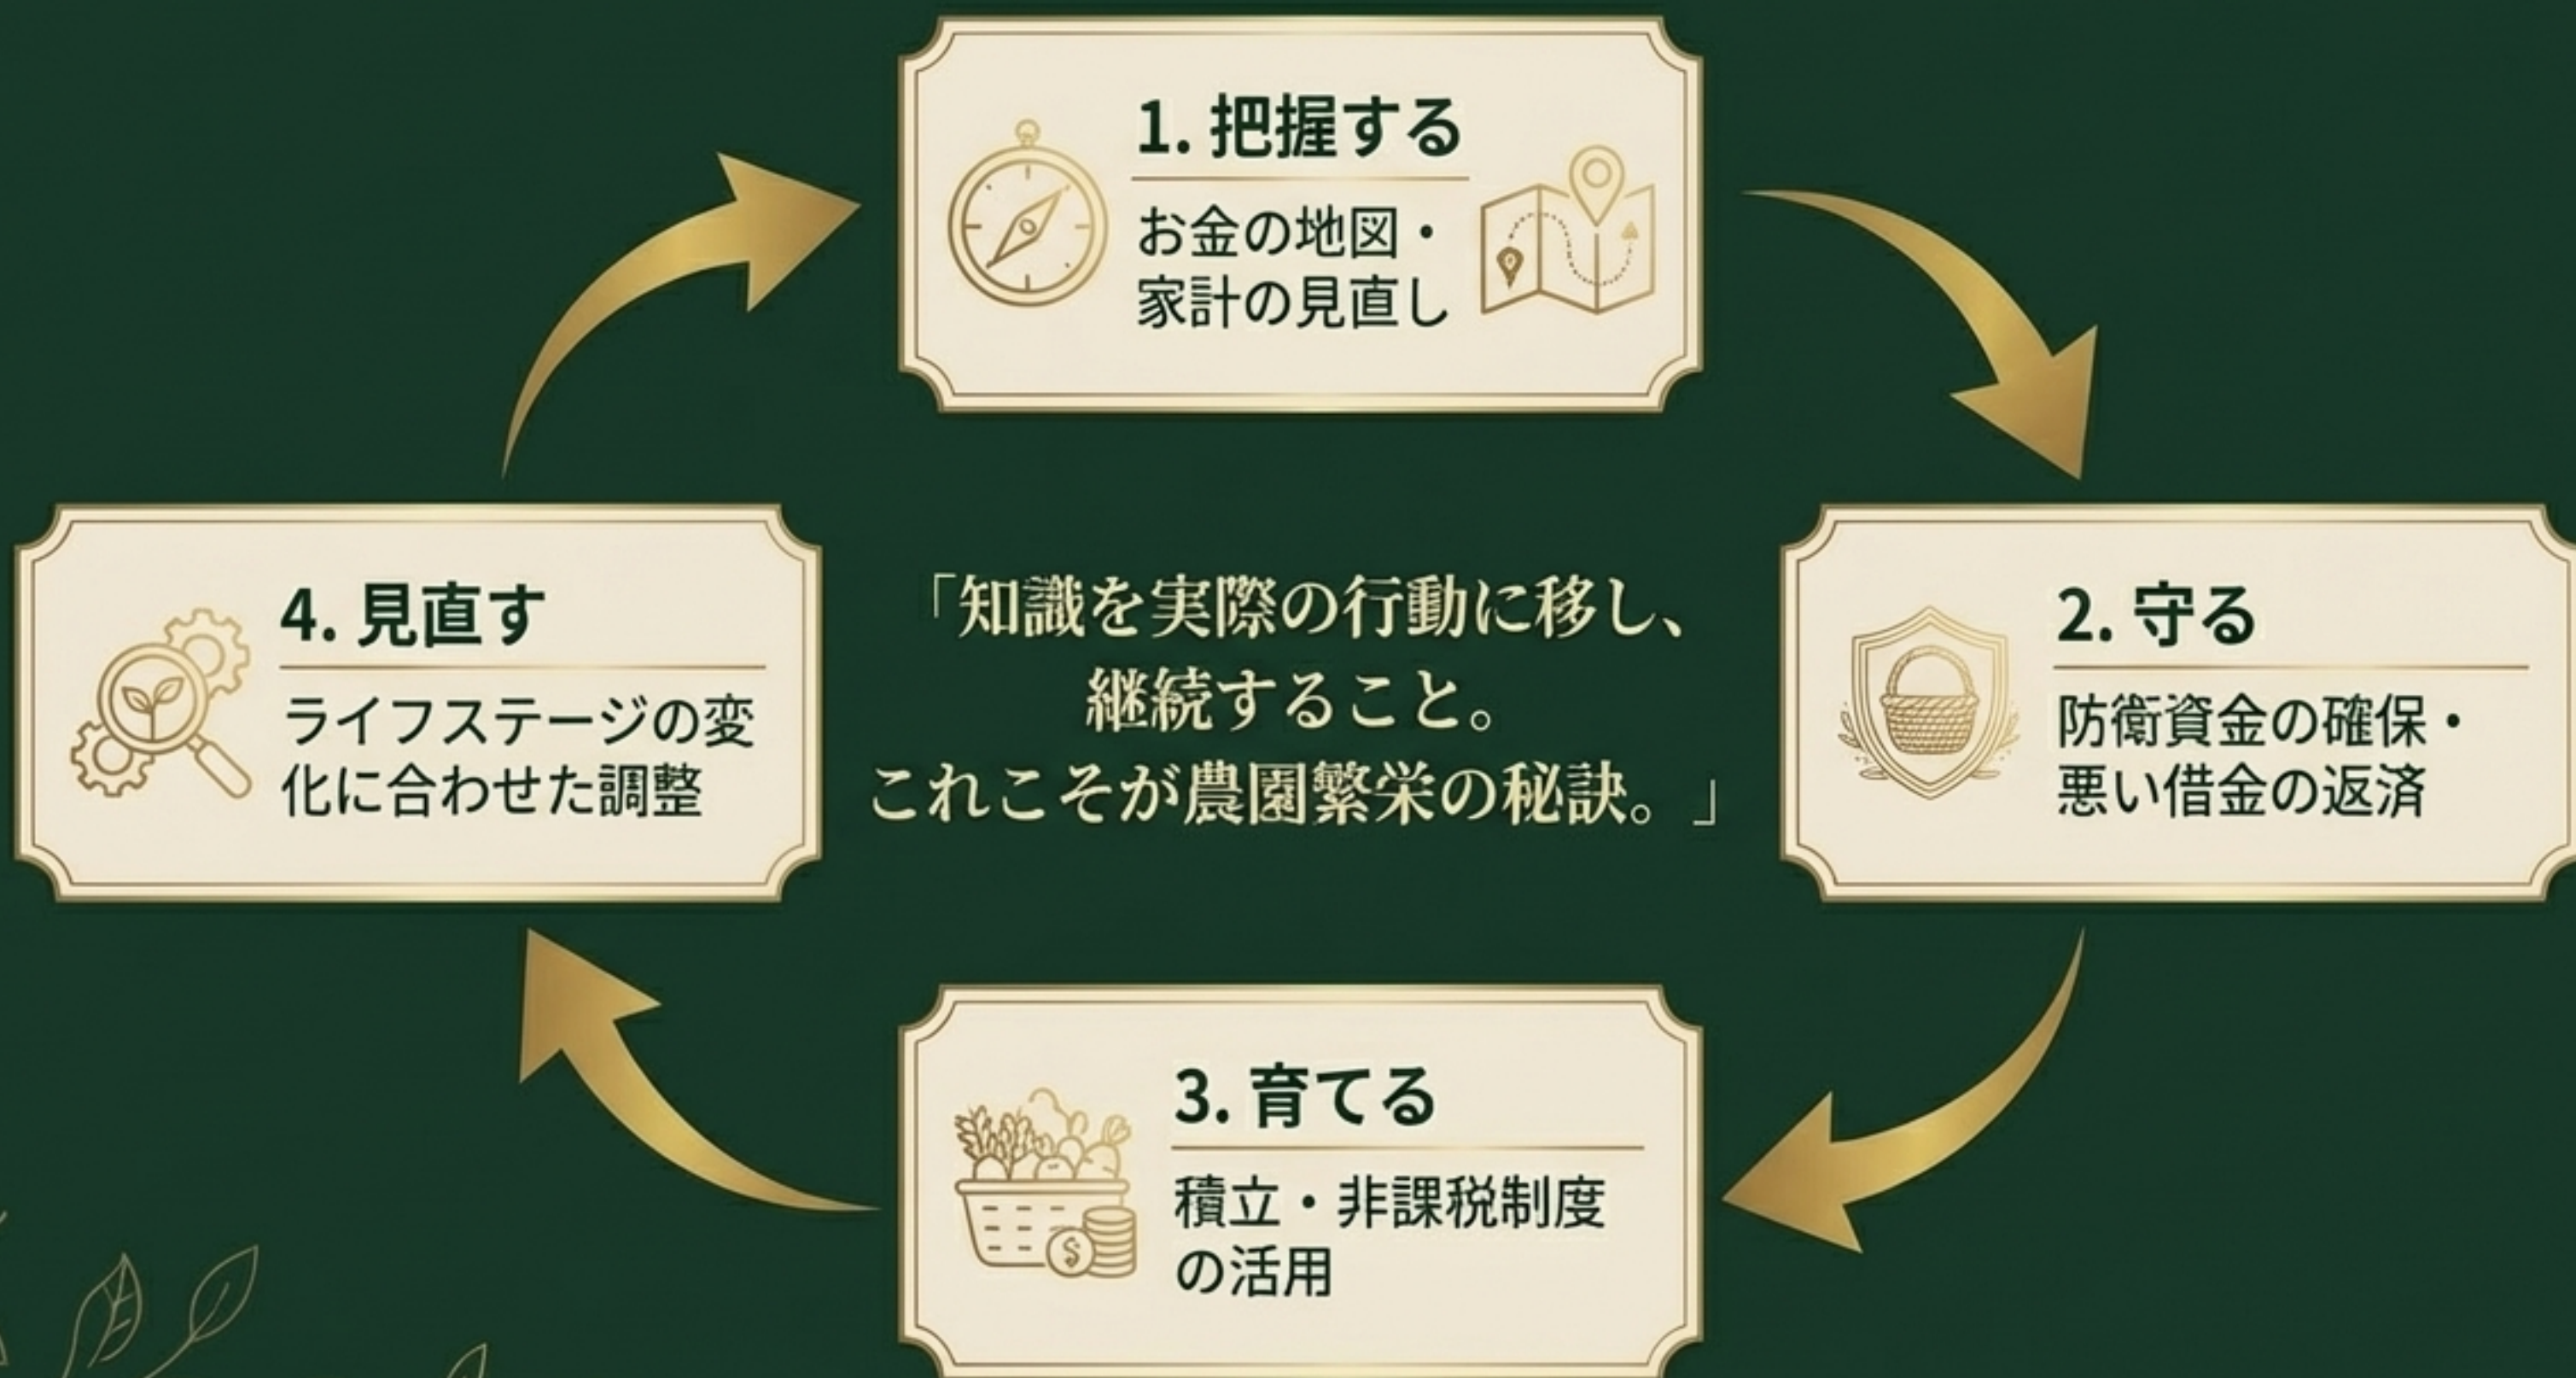 1. 把握する
お金の地図・
家計の見直し
2. 守る
防衛資金の確保・
悪い借金の返済
3. 育てる
積立・非課税制度
の活用
4. 見直す
ライフステージの変
化に合わせた調整
「知識を実際の行動に移し、
継続すること。
これこそが農園繁栄の秘訣。」